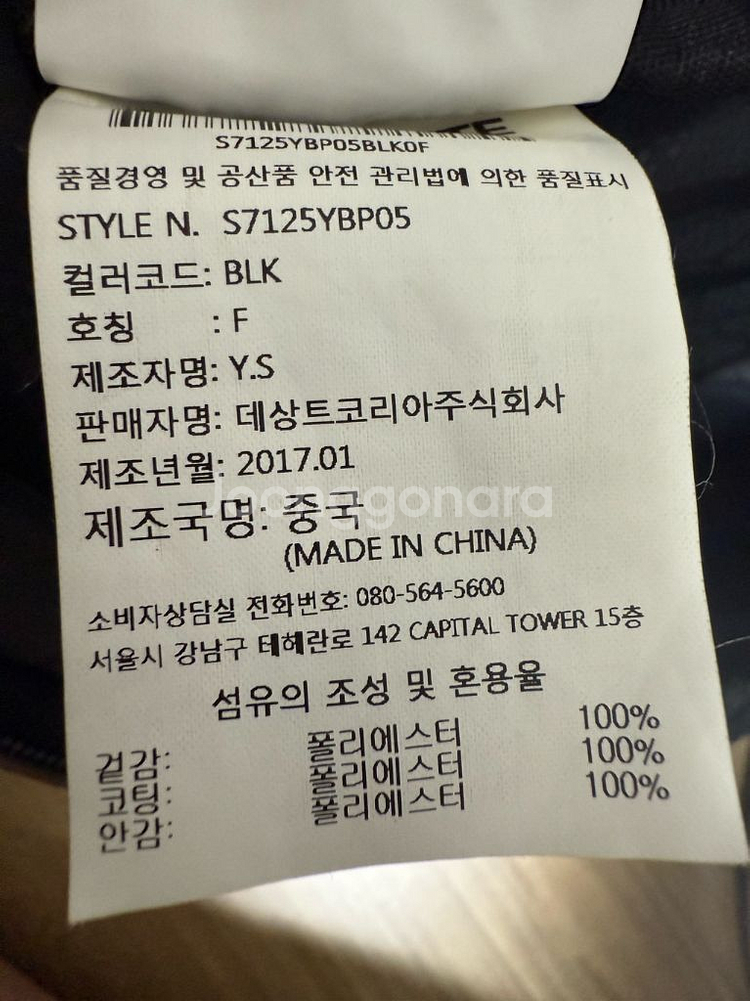 S7125YBP05BLK0F
품질경영 및 공산품 안전 관리법에 의한 품질표시
STYLE N. S7125YBP05
컬러코드: BLK
호칭 : F
제조자명: Y.S
판매자명: 데상트코리아주식회사
제조년월: 2017.01
제조국명: 중국
(MADE IN CHINA)
Joonggonara
소비자상담실 전화번호: 080-564-5600
서울시 강남구 테헤란로 142 CAPITAL TOWER 15층
섬유의 조성 및 혼용율
겉감: 폴리에스터 100%
코팅: 폴리에스터 100%
안감: 폴리에스터 100%